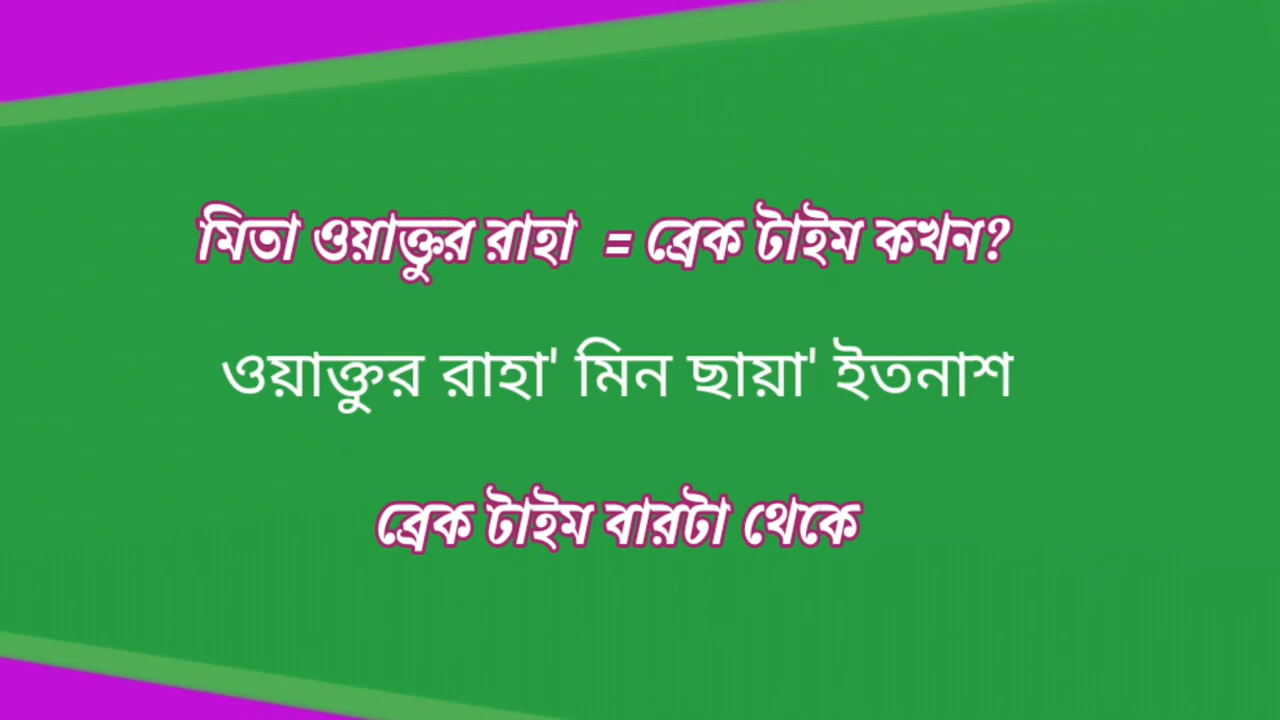 মিতা ওয়াক্তুর রাহা = ব্রেক টাইম কখন?
ওয়াক্তুর রাহা' মিন ছায়া' ইতনাশ
ব্রেক টাইম বারটা থেকে